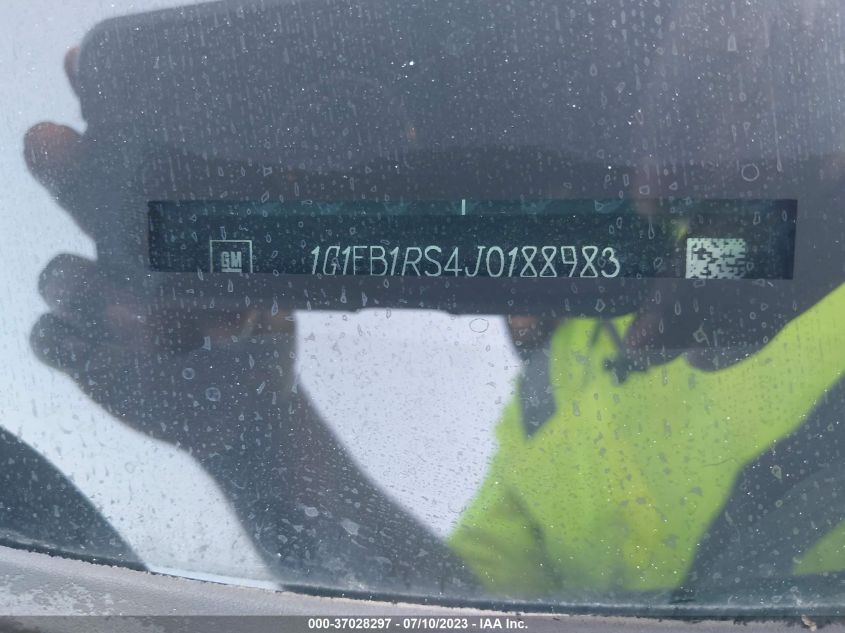 GM 1G1FB1RS4J0188983
000-37028297 - 07/10/2023 - IAA Inc.